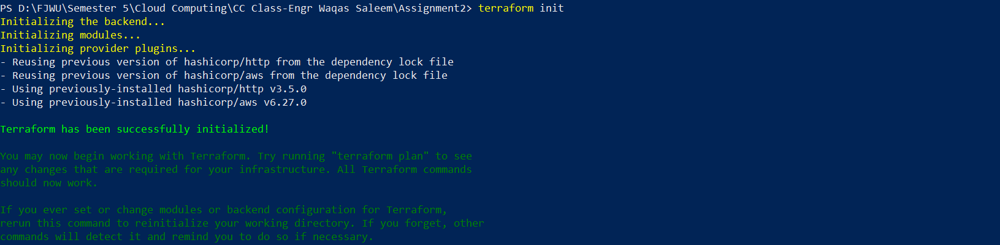 PS D:\FJWU\Semester 5\Cloud Computing\CC Class-Engr Waqas Saleem\Assignment2> terraform init
Initializing the backend...
Initializing modules...
Initializing provider plugins...
- Reusing previous version of hashicorp/http from the dependency lock file
- Reusing previous version of hashicorp/aws from the dependency lock file
- Using previously-installed hashicorp/http v3.5.0
- Using previously-installed hashicorp/aws v6.27.0
Terraform has been successfully initialized!
You may now begin working with Terraform. Try running "terraform plan" to see
any changes that are required for your infrastructure. All Terraform commands
should now work.
If you ever set or change modules or backend configuration for Terraform,
rerun this command to reinitialize your working directory. If you forget, other
commands will detect it and remind you to do so if necessary.